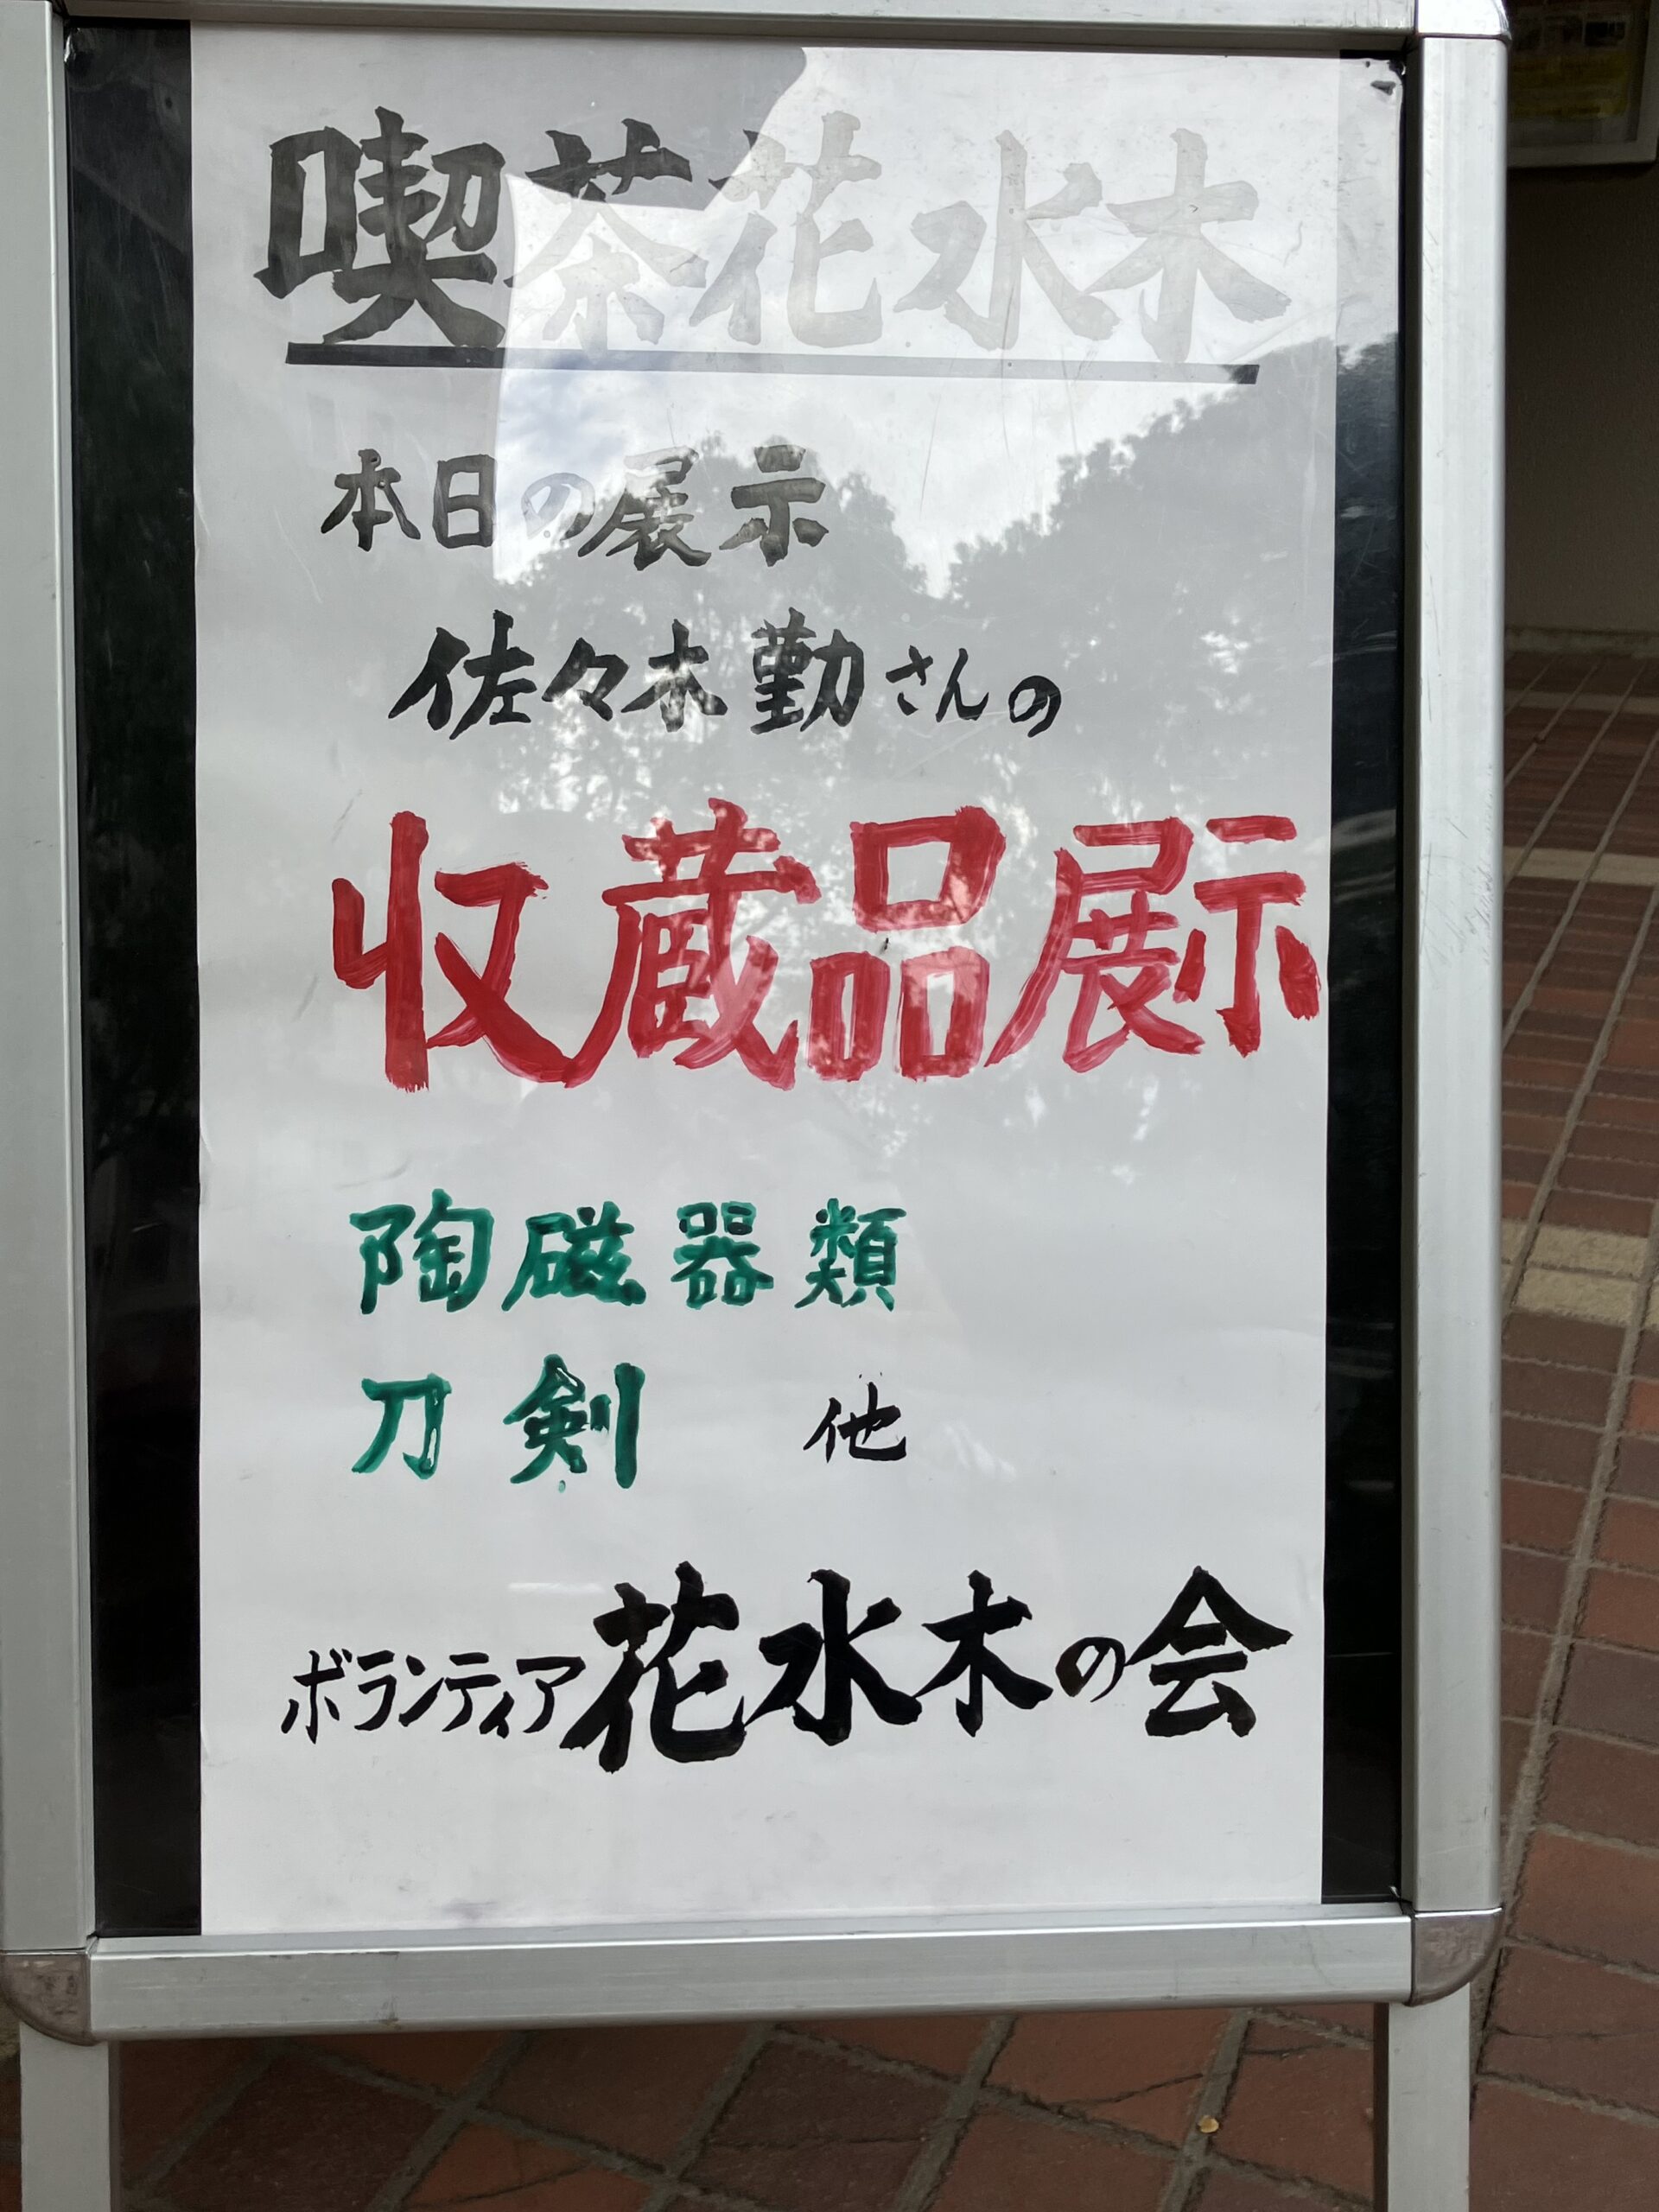 喫茶花水木
本日の展示
佐々木勤さんの
収蔵品展示
陶磁器類
刀剣 他
ボランティア花水木の会